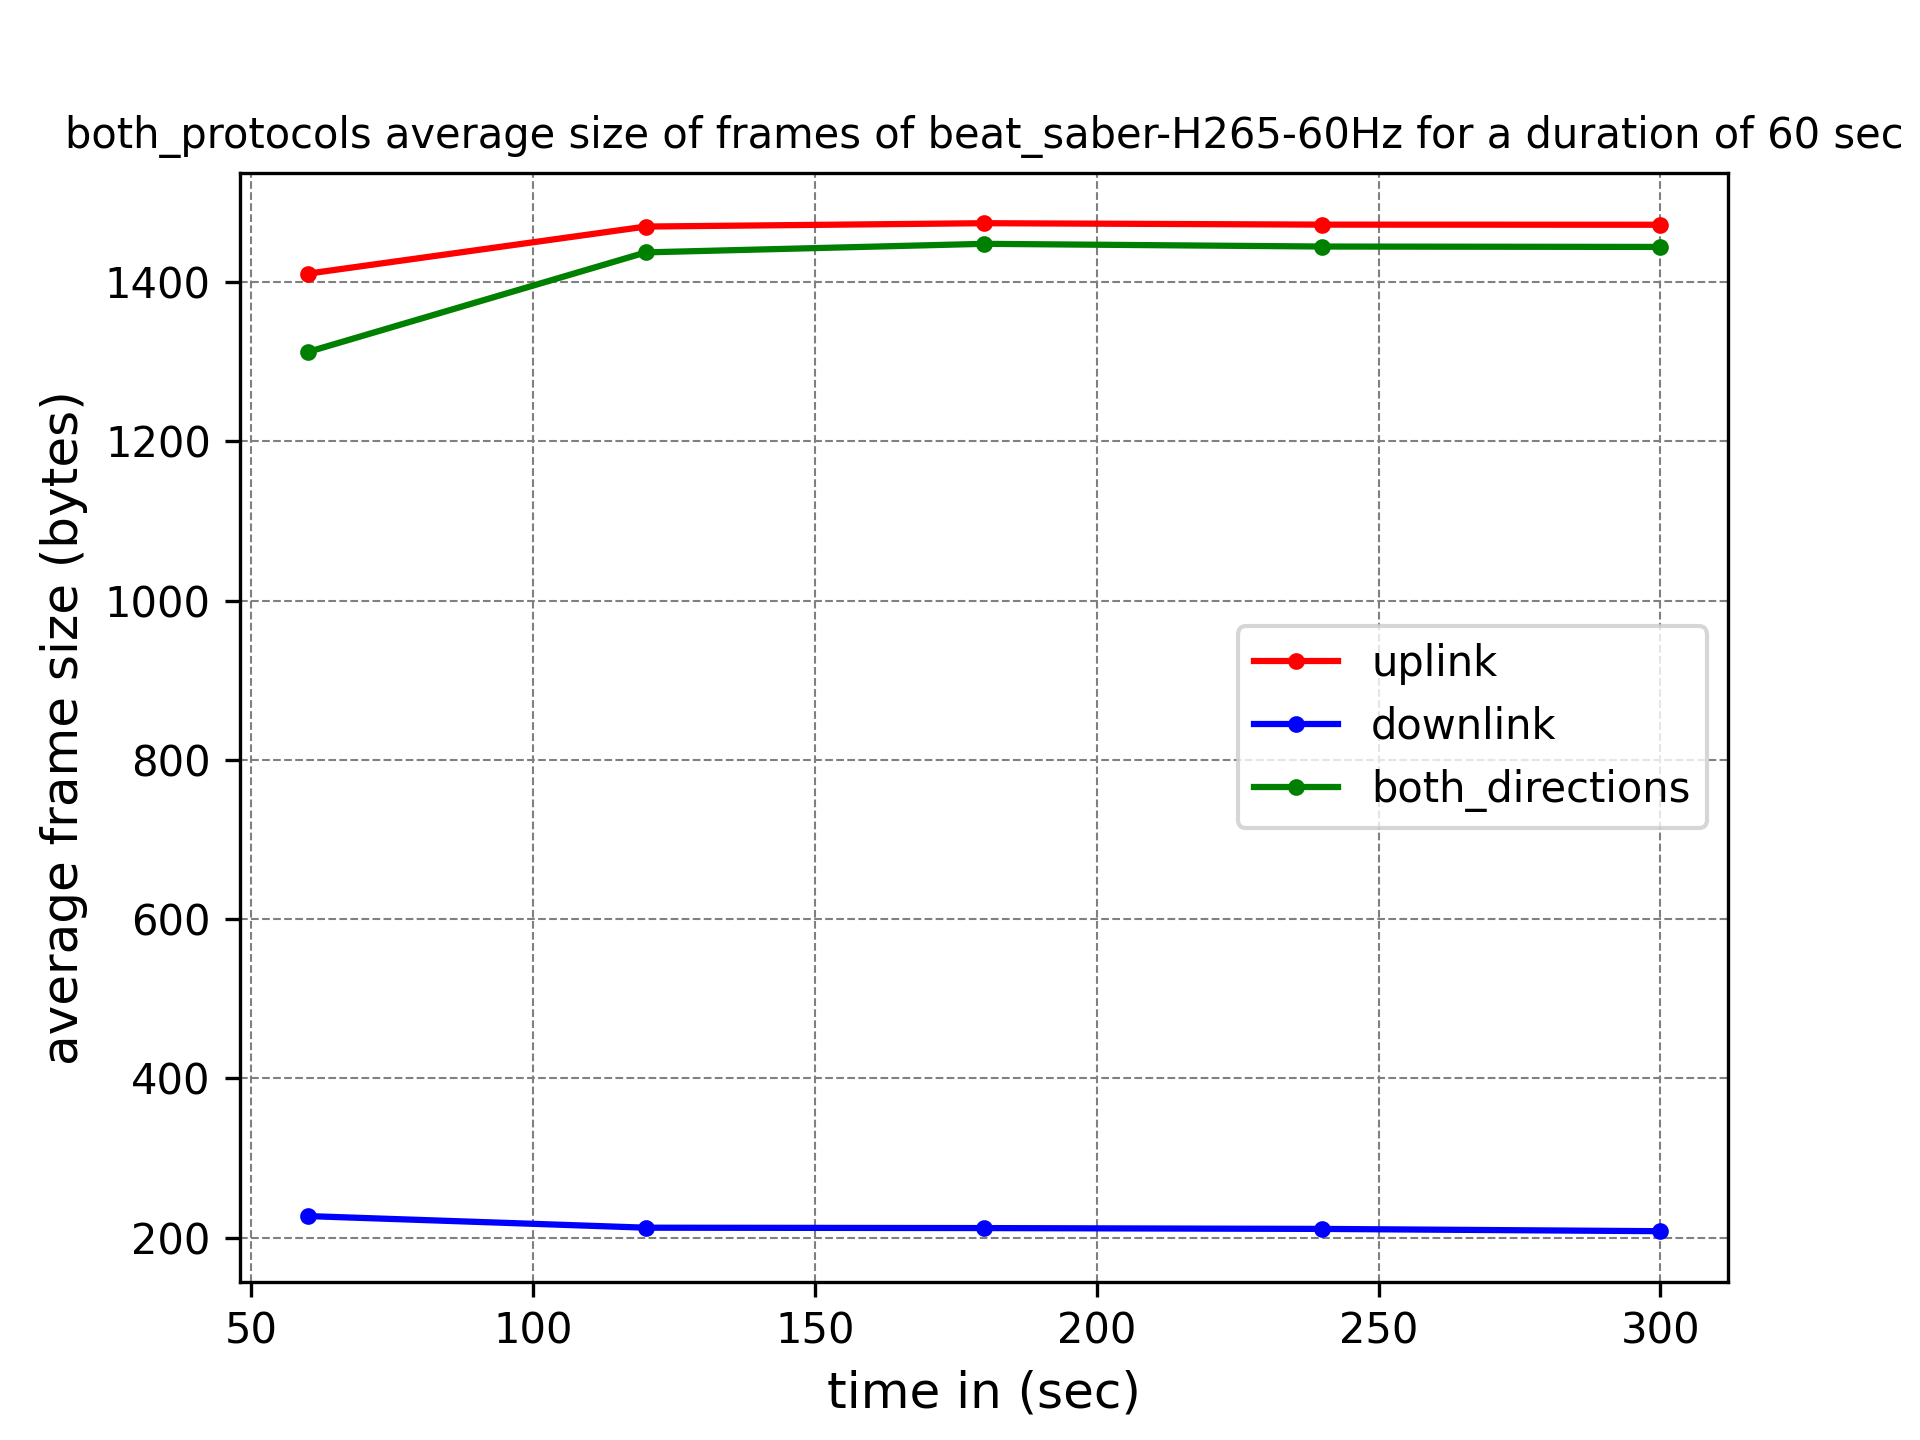 both_protocols average size of frames of beat_saber-H265-60Hz for a duration of 60 sec
average frame size (bytes)
1400
1200
1000
800
600
400
200
uplink
downlink
both_directions
50 100 150 200 250 300
time in (sec)